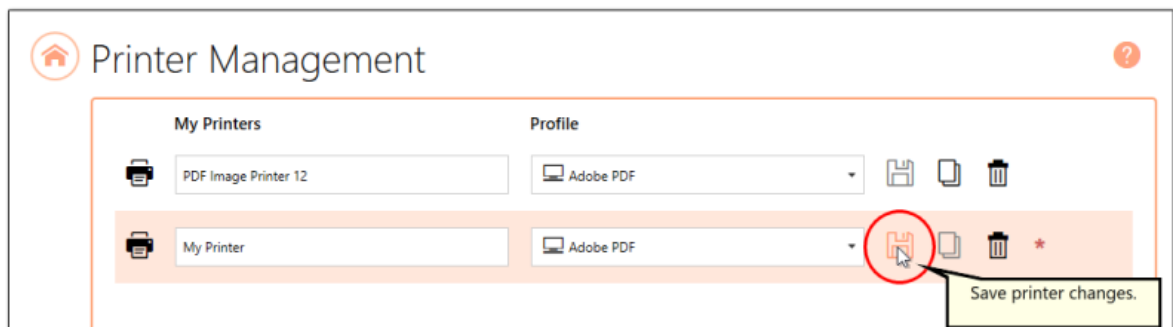 Printer Management
?
My Printers Profile
PDF Image Printer 12 Adobe PDF
My Printer Adobe PDF *
Save printer changes.